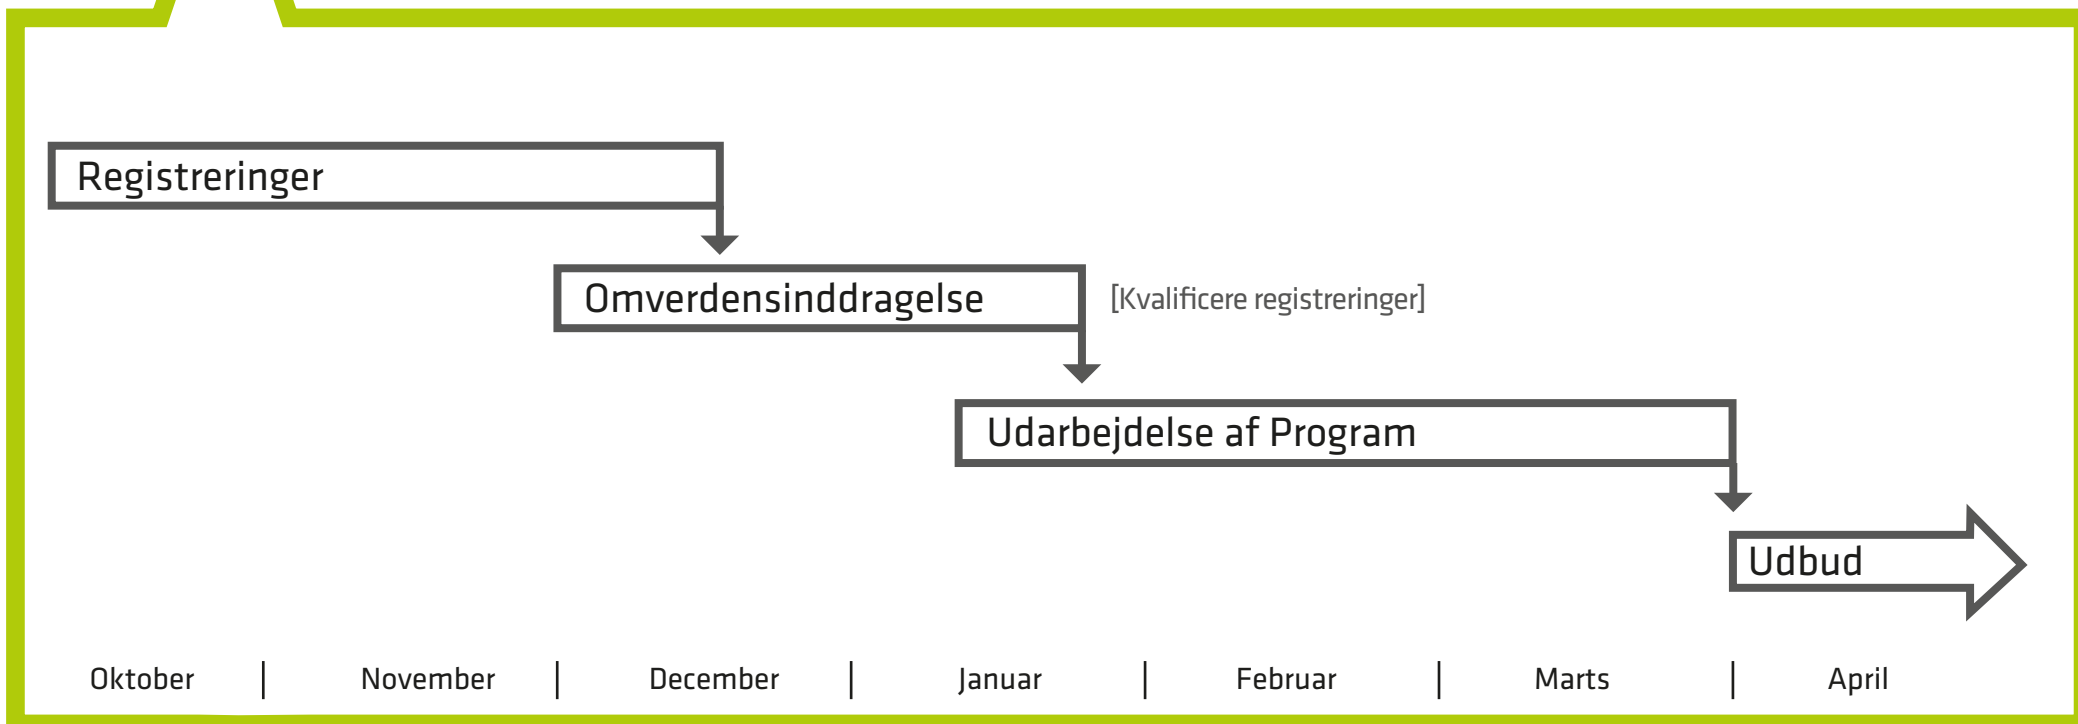 Registreringer
Omverdensinddragelse
[Kvalificere registreringer]
Udarbejdelse af Program
Udbud
Oktober | November | December | Januar | Februar | Marts | April